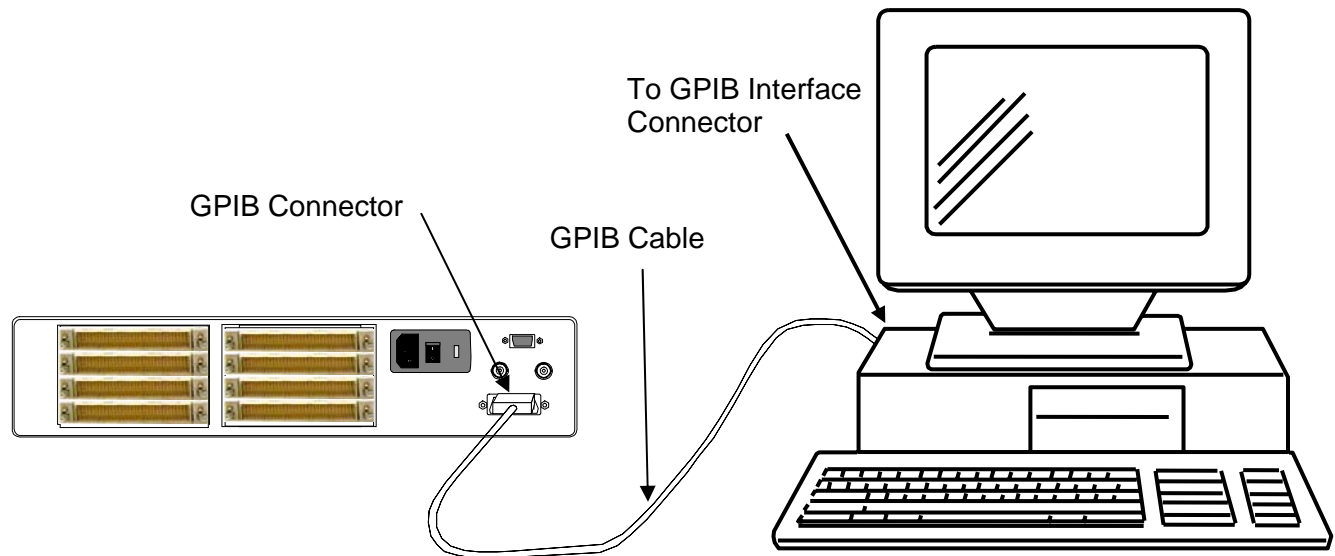 To GPIB Interface
Connector
GPIB Connector
GPIB Cable